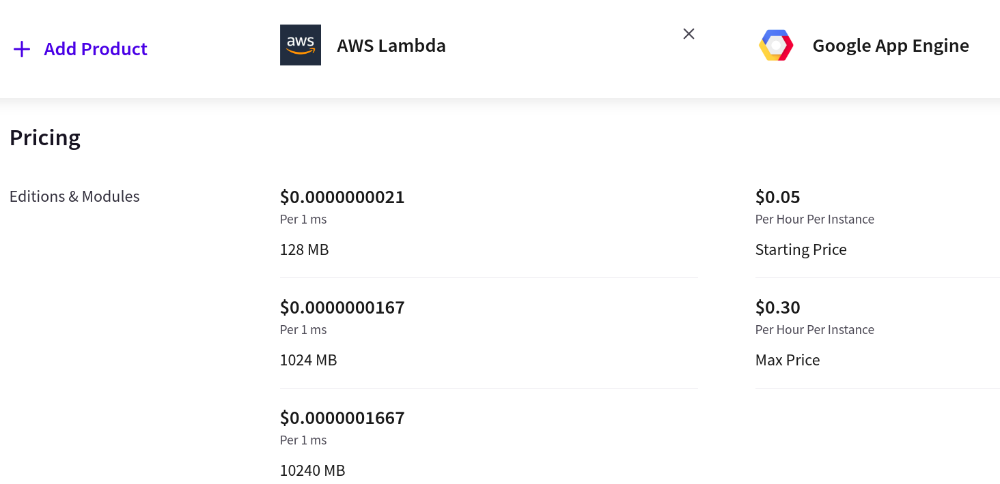 Add Product
aws
AWS Lambda
Google App Engine
Pricing
Editions & Modules
$0.0000000021
Per 1 ms
128 MB
$0.0000000167
Per 1 ms
1024 MB
$0.0000001667
Per 1 ms
10240 MB
$0.05
Per Hour Per Instance
Starting Price
$0.30
Per Hour Per Instance
Max Price